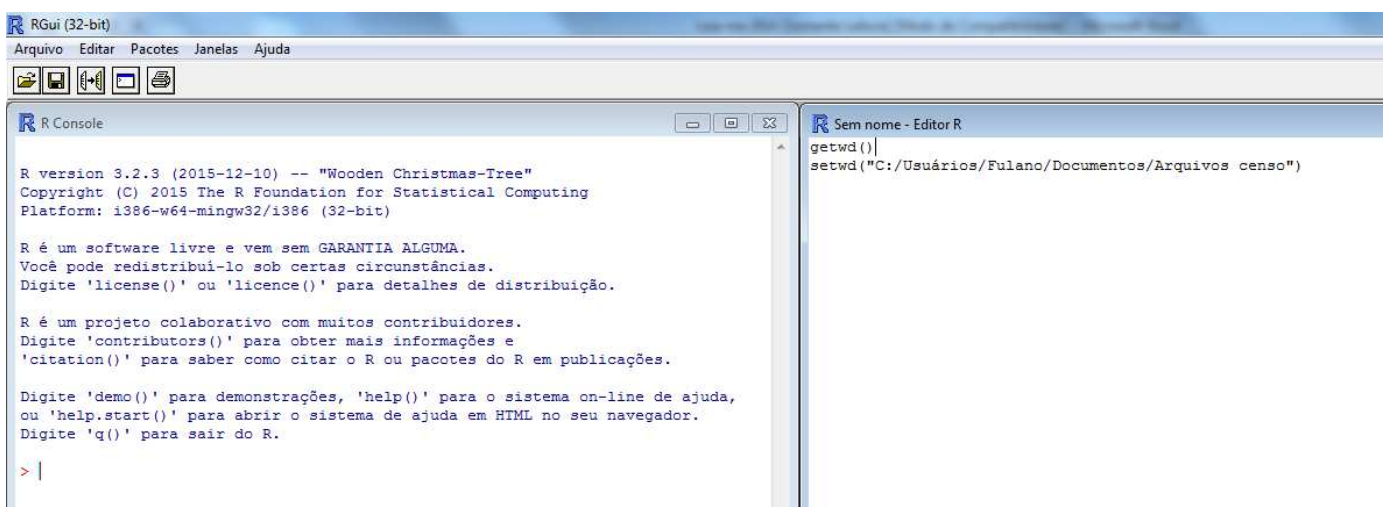 RGui (32-bit)
Arquivo Editar Pacotes Janelas Ajuda
R Console
R version 3.2.3 (2015-12-10) -- "Wooden Christmas-Tree"
Copyright (C) 2015 The R Foundation for Statistical Computing
Platform: i386-w64-mingw32/i386 (32-bit)
R é um software livre e vem sem GARANTIA ALGUMA.
Você pode redistribuí-lo sob certas circunstâncias.
Digite 'license()' ou 'licence()' para detalhes de distribuição.
R é um projeto colaborativo com muitos contribuidores.
Digite 'contributors()' para obter mais informações e
'citation()' para saber como citar o R ou pacotes do R em publicações.
Digite 'demo()' para demonstrações, 'help()' para o sistema on-line de ajuda,
ou 'help.start()' para abrir o sistema de ajuda em HTML no seu navegador.
Digite 'q()' para sair do R.
>
Sem nome - Editor R
getwd()
setwd("C:/Usuários/Fulano/Documentos/Arquivos censo")